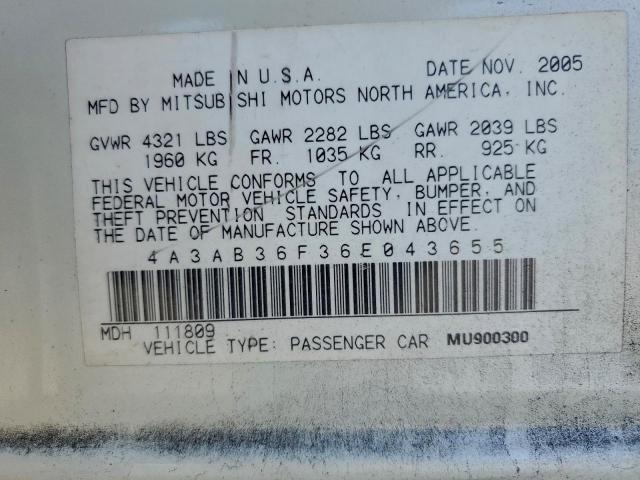 MADE IN U.S.A. DATE NOV. 2005
MFD BY MITSUBISHI MOTORS NORTH AMERICA, INC.
GVWR 4321 LBS GAWR 2282 LBS GAWR 2039 LBS
1960 KG FR. 1035 KG RR. 925 KG
THIS VEHICLE CONFORMS TO ALL APPLICABLE
FEDERAL MOTOR VEHICLE SAFETY, BUMPER, AND
THEFT PREVENTION STANDARDS IN EFFECT ON
THE DATE OF MANUFACTURE SHOWN ABOVE.
4A3AB36F36E043655
MDH 111809
VEHICLE TYPE: PASSENGER CAR MU900300